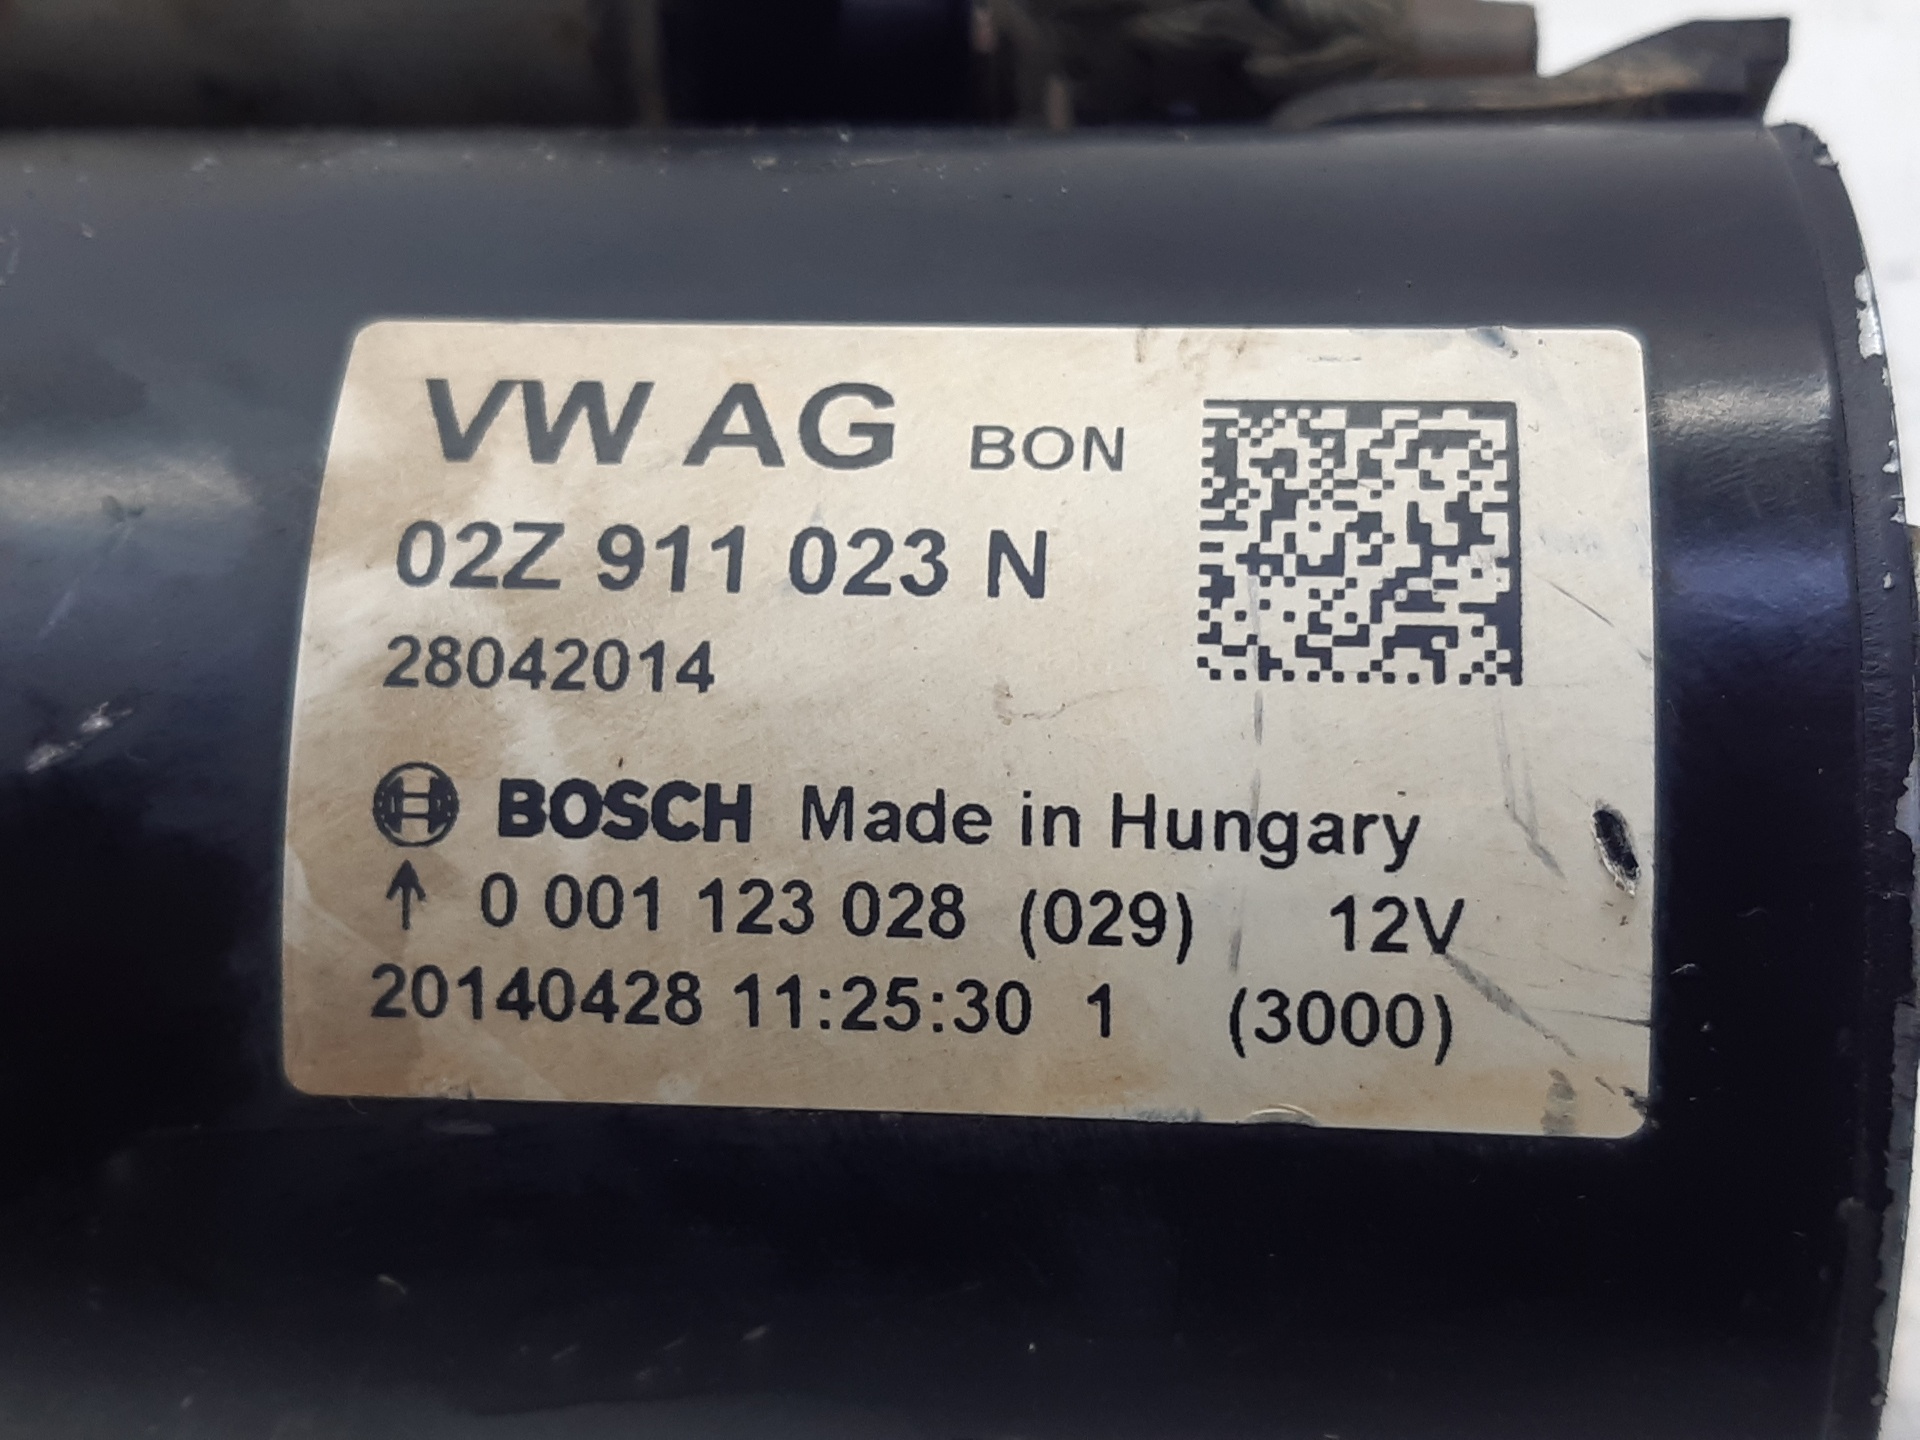 VW AG BON
02Z 911 023 N
28042014
BOSCH Made in Hungary
↑ 0 001 123 028 (029) 12V
20140428 11:25:30 1 (3000)